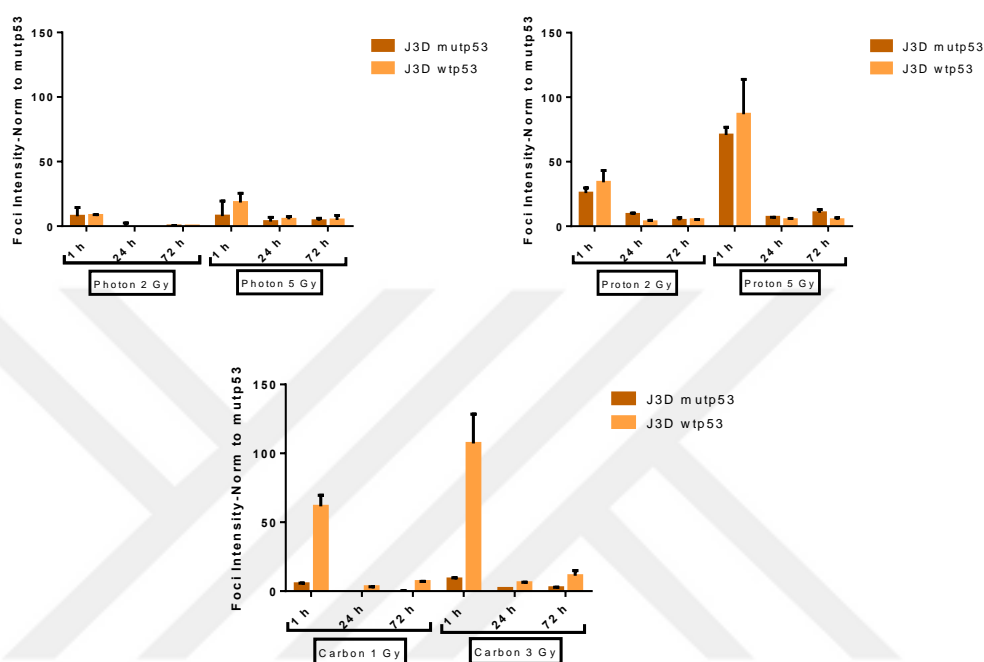 Foci Intensity-Norm to mutp53
150
100
50
0
J3D mutp53
J3D wtp53
1 h
24 h
72 h
1 h
24 h
72 h
Photon 2 Gy
Photon 5 Gy
Foci Intensity-Norm to mutp53
150
100
50
0
J3D mutp53
J3D wtp53
1 h
24 h
72 h
1 h
24 h
72 h
Proton 2 Gy
Proton 5 Gy
Foci Intensity-Norm to mutp53
150
100
50
0
J3D mutp53
J3D wtp53
1 h
24 h
72 h
1 h
24 h
72 h
Carbon 1 Gy
Carbon 3 Gy